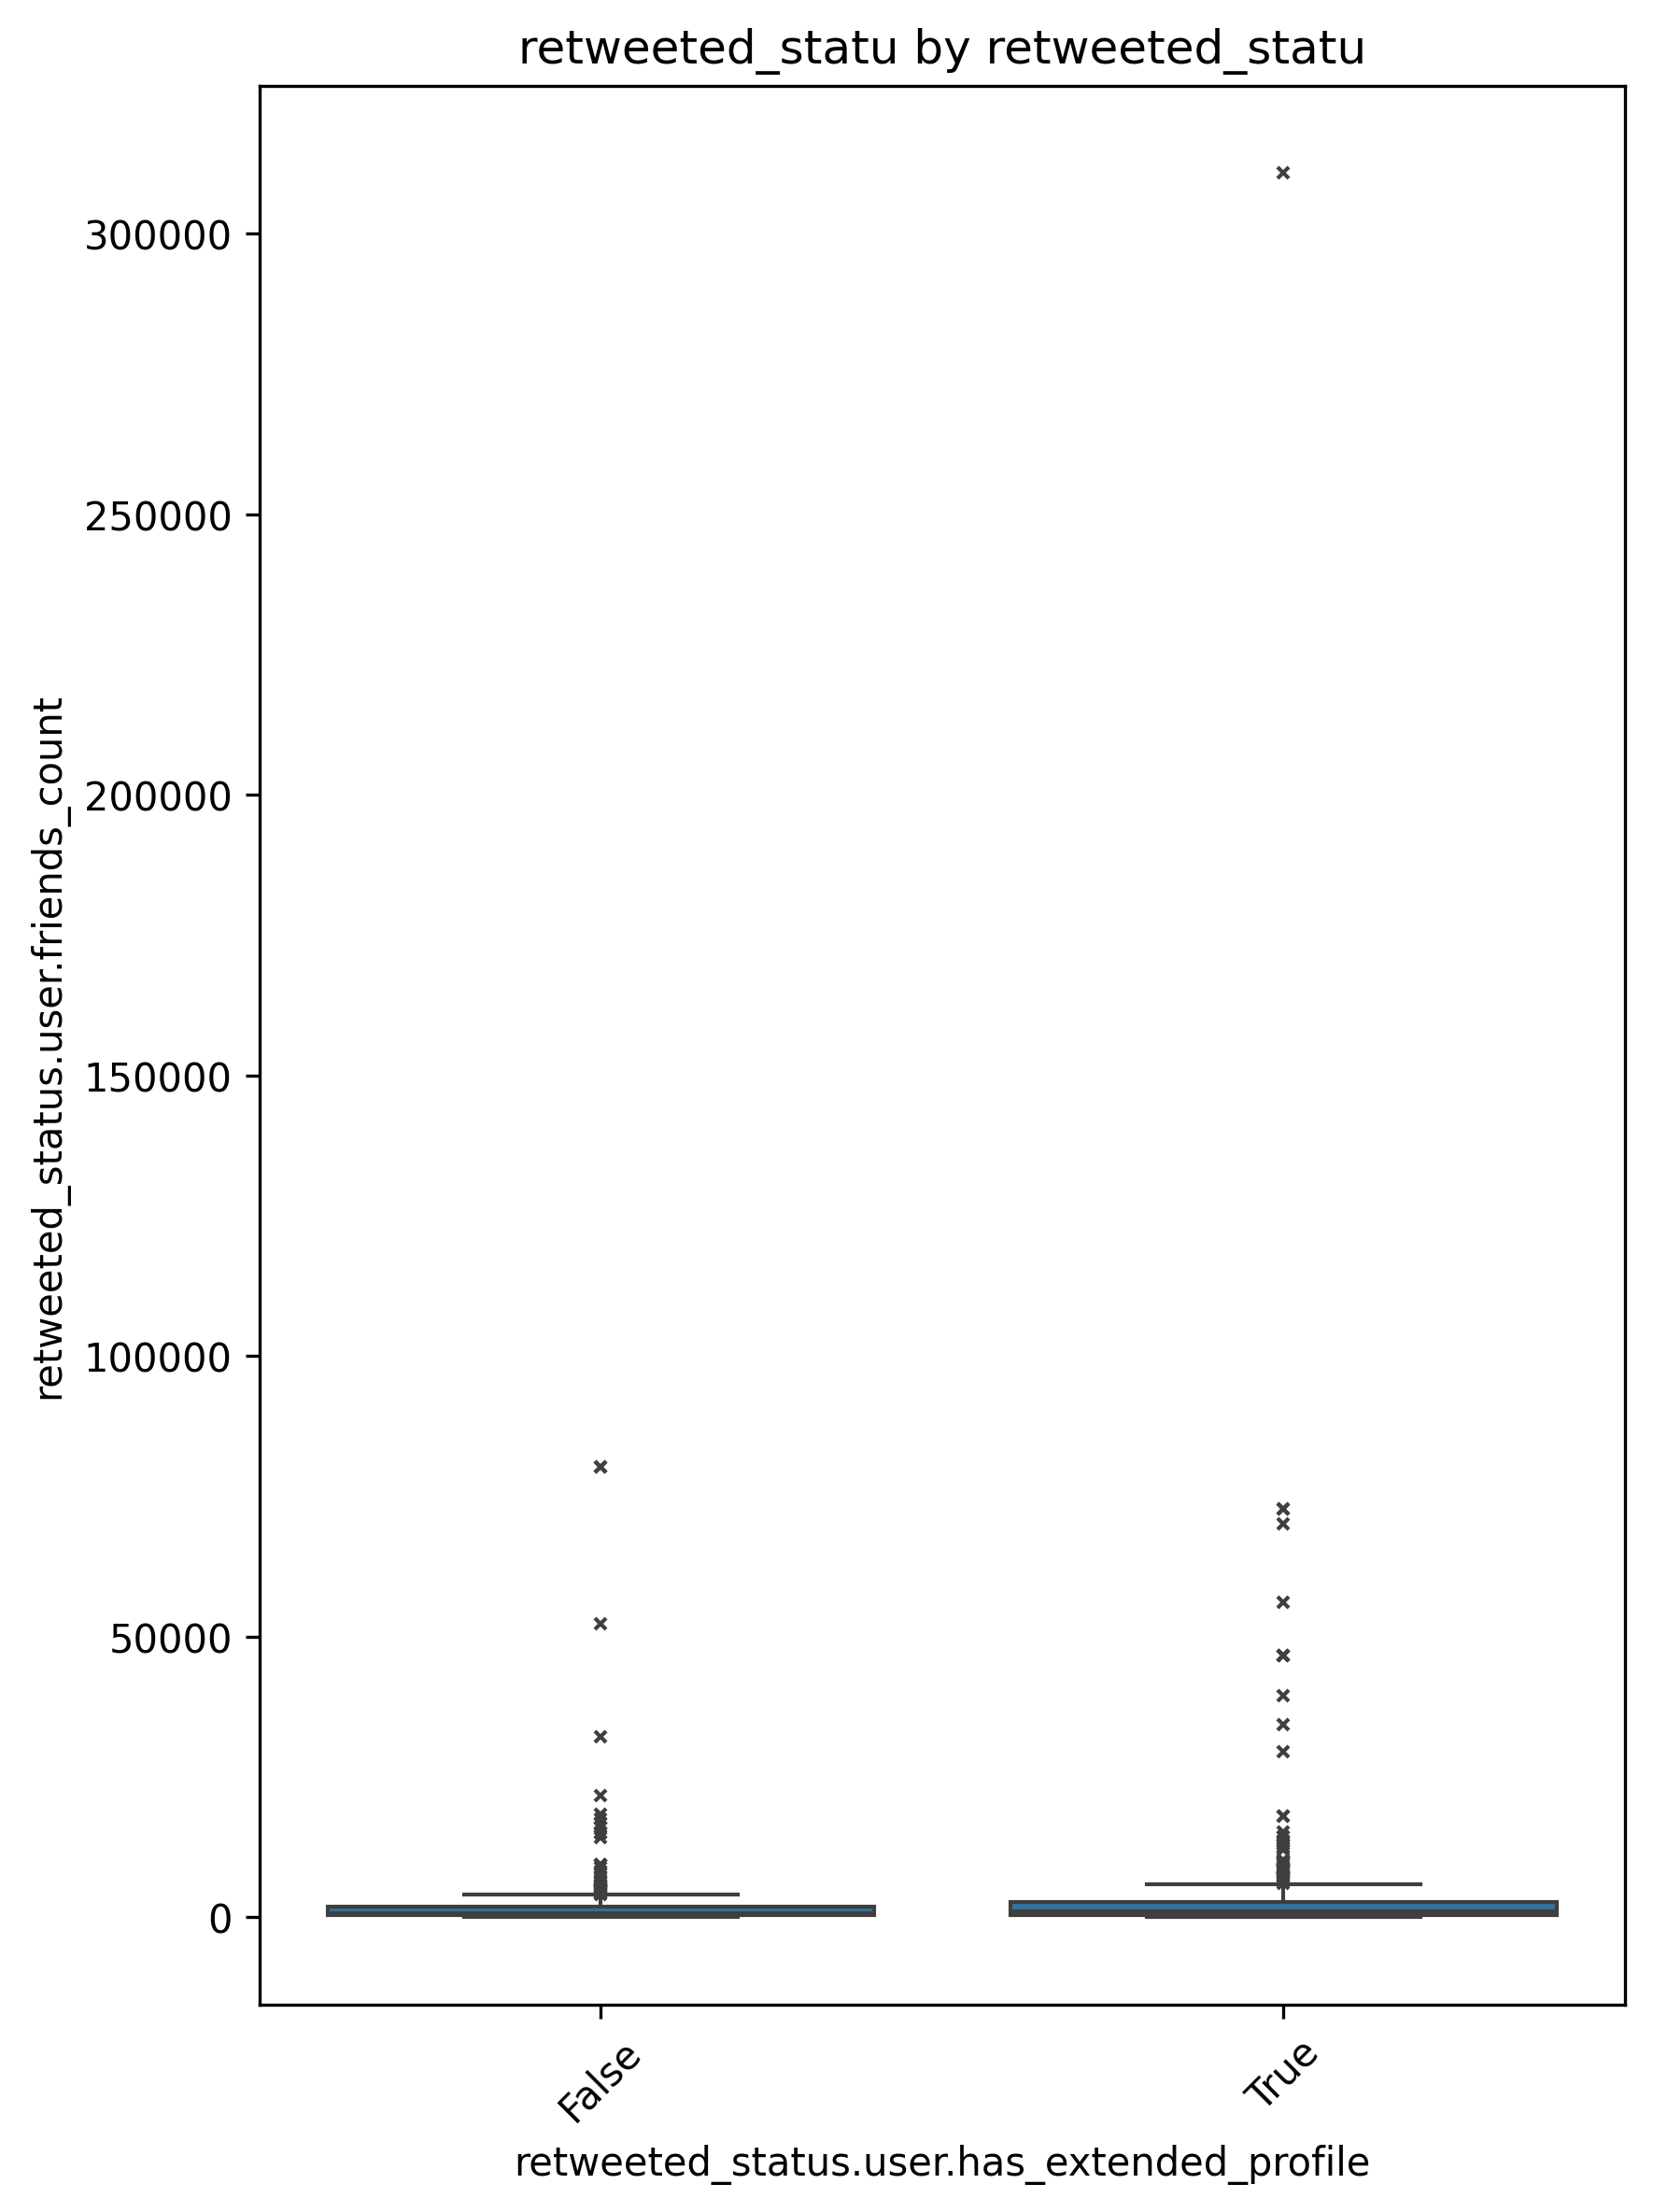 retweeted_statu by retweeted_statu
300000
250000
200000
150000
100000
50000
0
retweeted_status.user.friends_count
False
True
retweeted_status.user.has_extended_profile